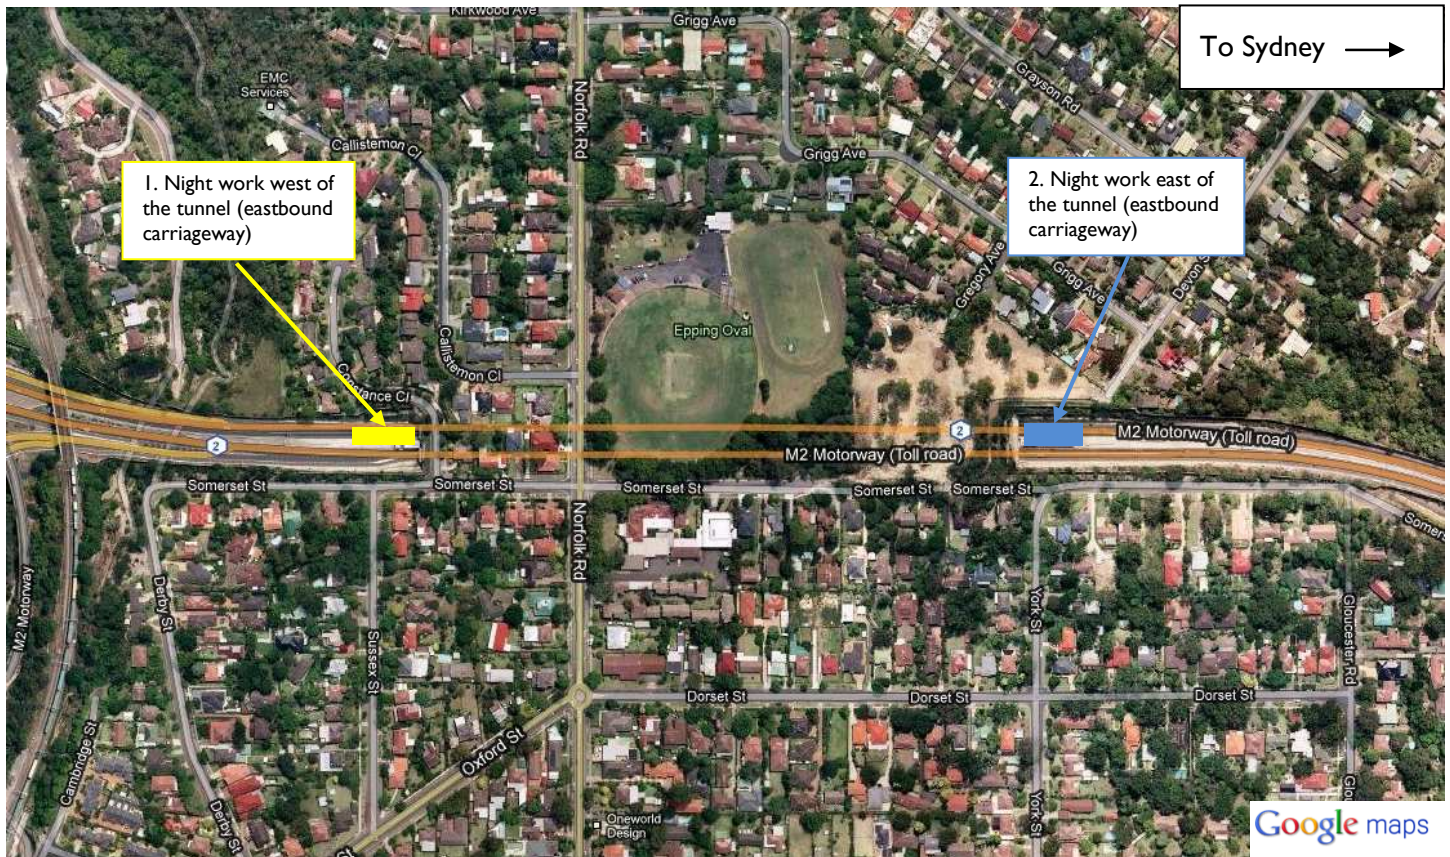 Kirkwood Ave
Grigg Ave
To Sydney
Grayson Rd
EMC
Services
Norfolk Rd
Callistemon Cl
Grigg Ave
1. Night work west of
the tunnel (eastbound
carriageway)
2. Night work east of
the tunnel (eastbound
carriageway)
Gregory Ave
Grigg Ave
Devon S
Epping Oval
Callistemon Cl
Constance Cl
2
2
M2 Motorway (Toll road)
M2 Motorway (Toll road)
Somerset St
Somerset St
Somerset St
Somerset St
Somerset St
Somers
Norfolk Rd
M2 Motorway
Derby St
Sussex St
York St
Gloucester Rd
Dorset St
Dorset St
Dorset St
Cambridge St
Oxford St
Derby St
York St
Glou
Oneworld
Design
St
Google maps